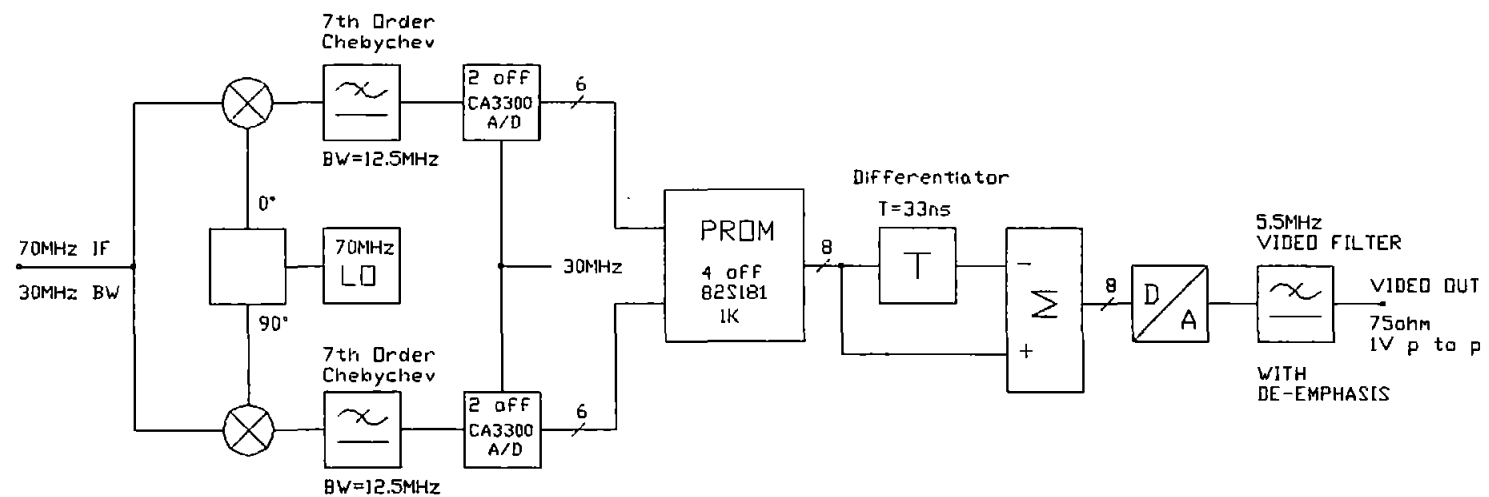 7th Order
Chebychev
BW=12.5MHz
2 off
CA3300
A/D
6
0°
70MHz IF
30MHz BW
70MHz
LO
90°
30MHz
PROM
4 off
82S181
1K
8
Differentiator
T=33ns
T
-
Σ
+
8
D
A
5.5MHz
VIDEO FILTER
VIDEO OUT
75ohm
1V p to p
WITH
DE-EMPHASIS
7th Order
Chebychev
BW=12.5MHz
2 off
CA3300
A/D
6